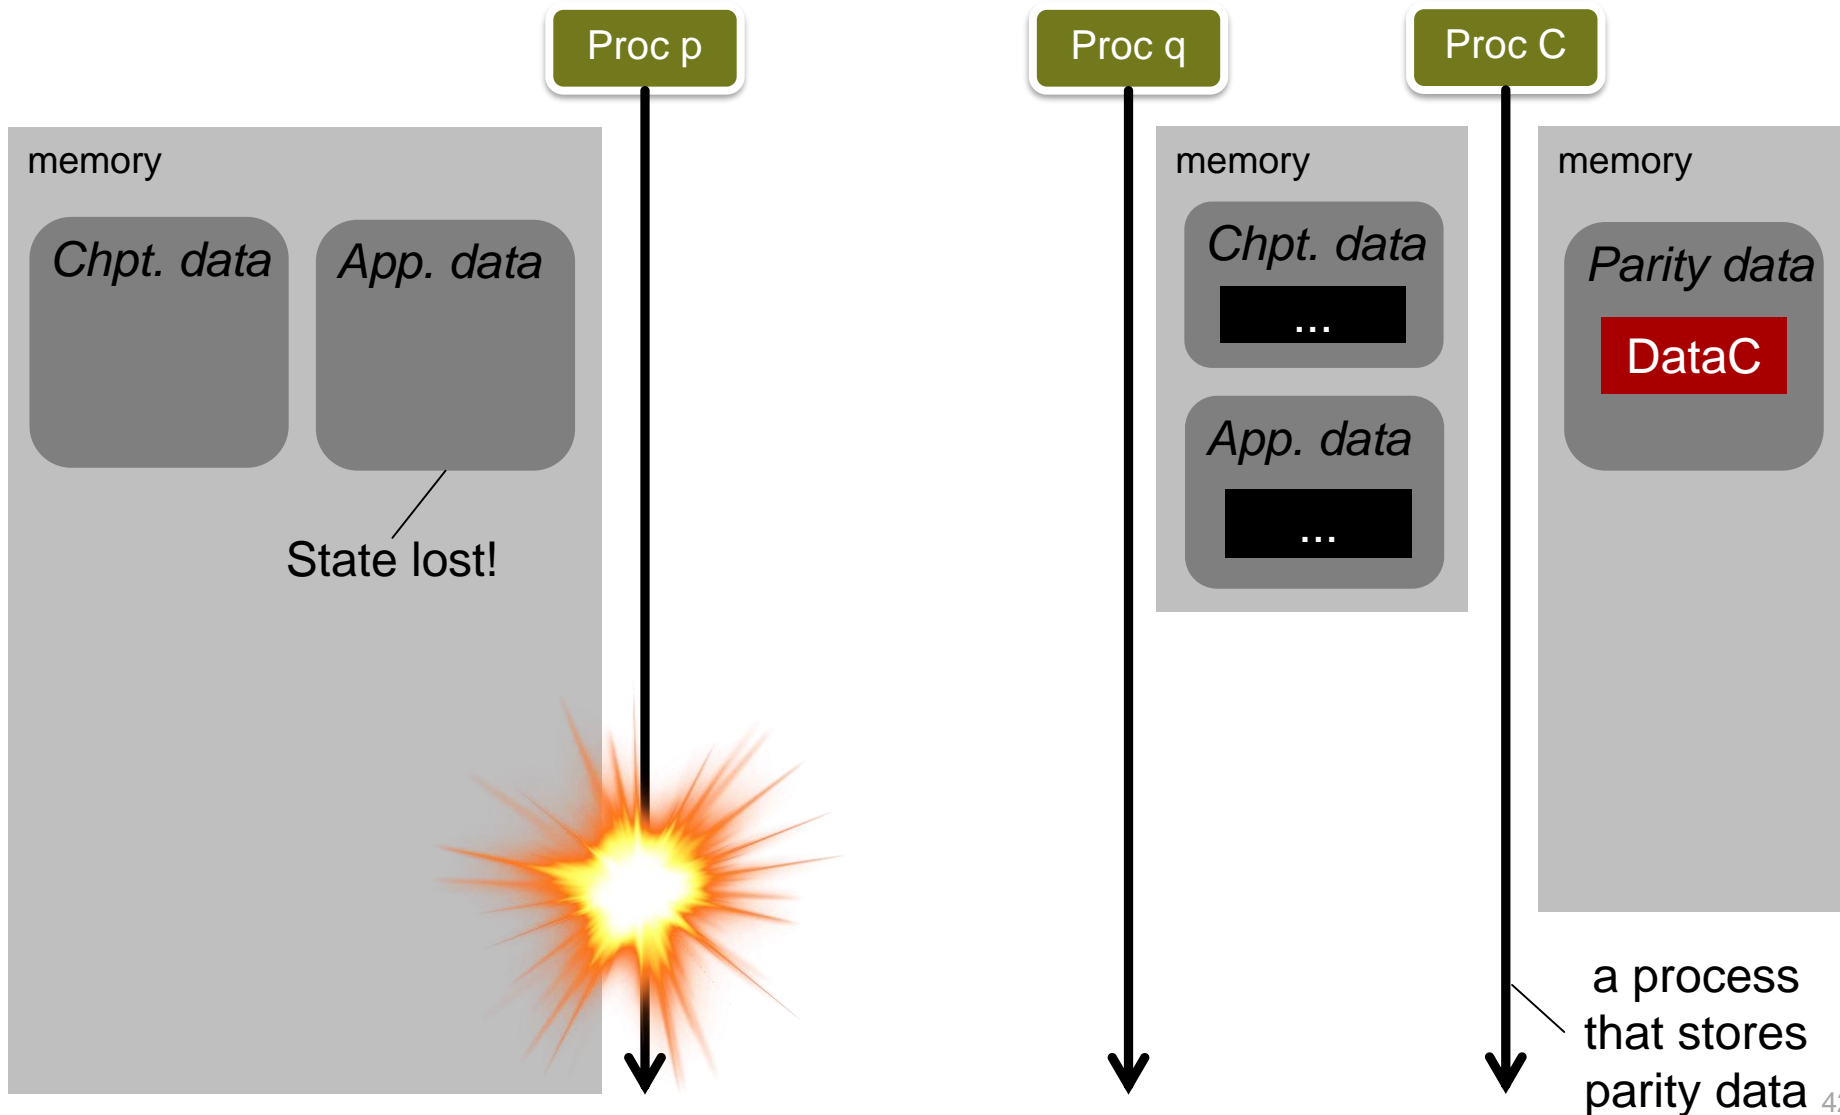 Proc p
Proc q
Proc C
memory
Chpt. data
App. data
State lost!
memory
Chpt. data
...
App. data
...
memory
Parity data
DataC
a process
that stores
parity data